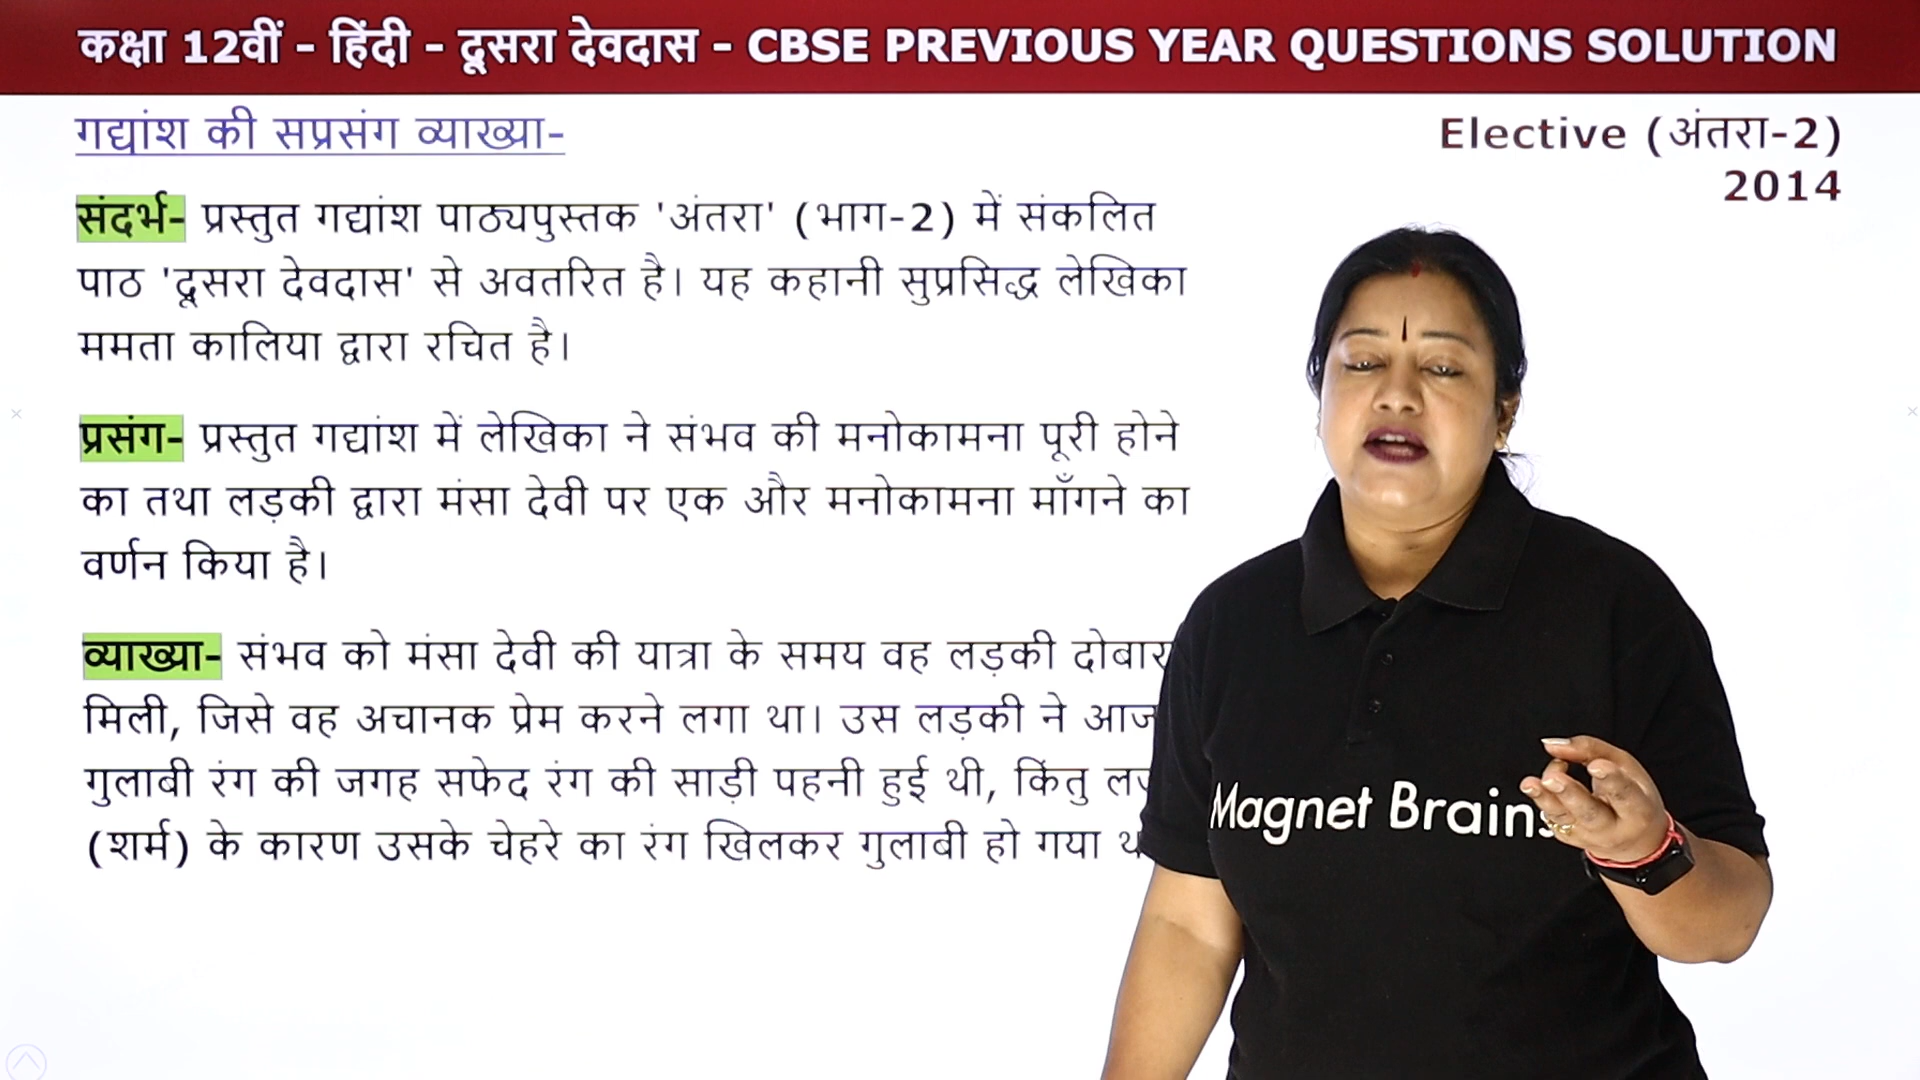 कक्षा 12वीं - हिंदी - दूसरा देवदास - CBSE PREVIOUS YEAR QUESTIONS SOLUTION
गद्यांश की सप्रसंग व्याख्या-
Elective (अंतरा-2)
2014
संदर्भ- प्रस्तुत गद्यांश पाठ्यपुस्तक 'अंतरा' (भाग-2) में संकलित
पाठ 'दूसरा देवदास' से अवतरित है। यह कहानी सुप्रसिद्ध लेखिका
ममता कालिया द्वारा रचित है।
प्रसंग- प्रस्तुत गद्यांश में लेखिका ने संभव की मनोकामना पूरी होने
का तथा लड़की द्वारा मंसा देवी पर एक और मनोकामना माँगने का
वर्णन किया है।
व्याख्या- संभव को मंसा देवी की यात्रा के समय वह लड़की
मिली, जिसे वह अचानक प्रेम करने लगा था। उस लड़की ने आज
गुलाबी रंग की जगह सफेद रंग की साड़ी पहनी हुई थी, किंतु
(शर्म) के कारण उसके चेहरे का रंग खिलकर गुलाबी हो गया
Magnet Brains